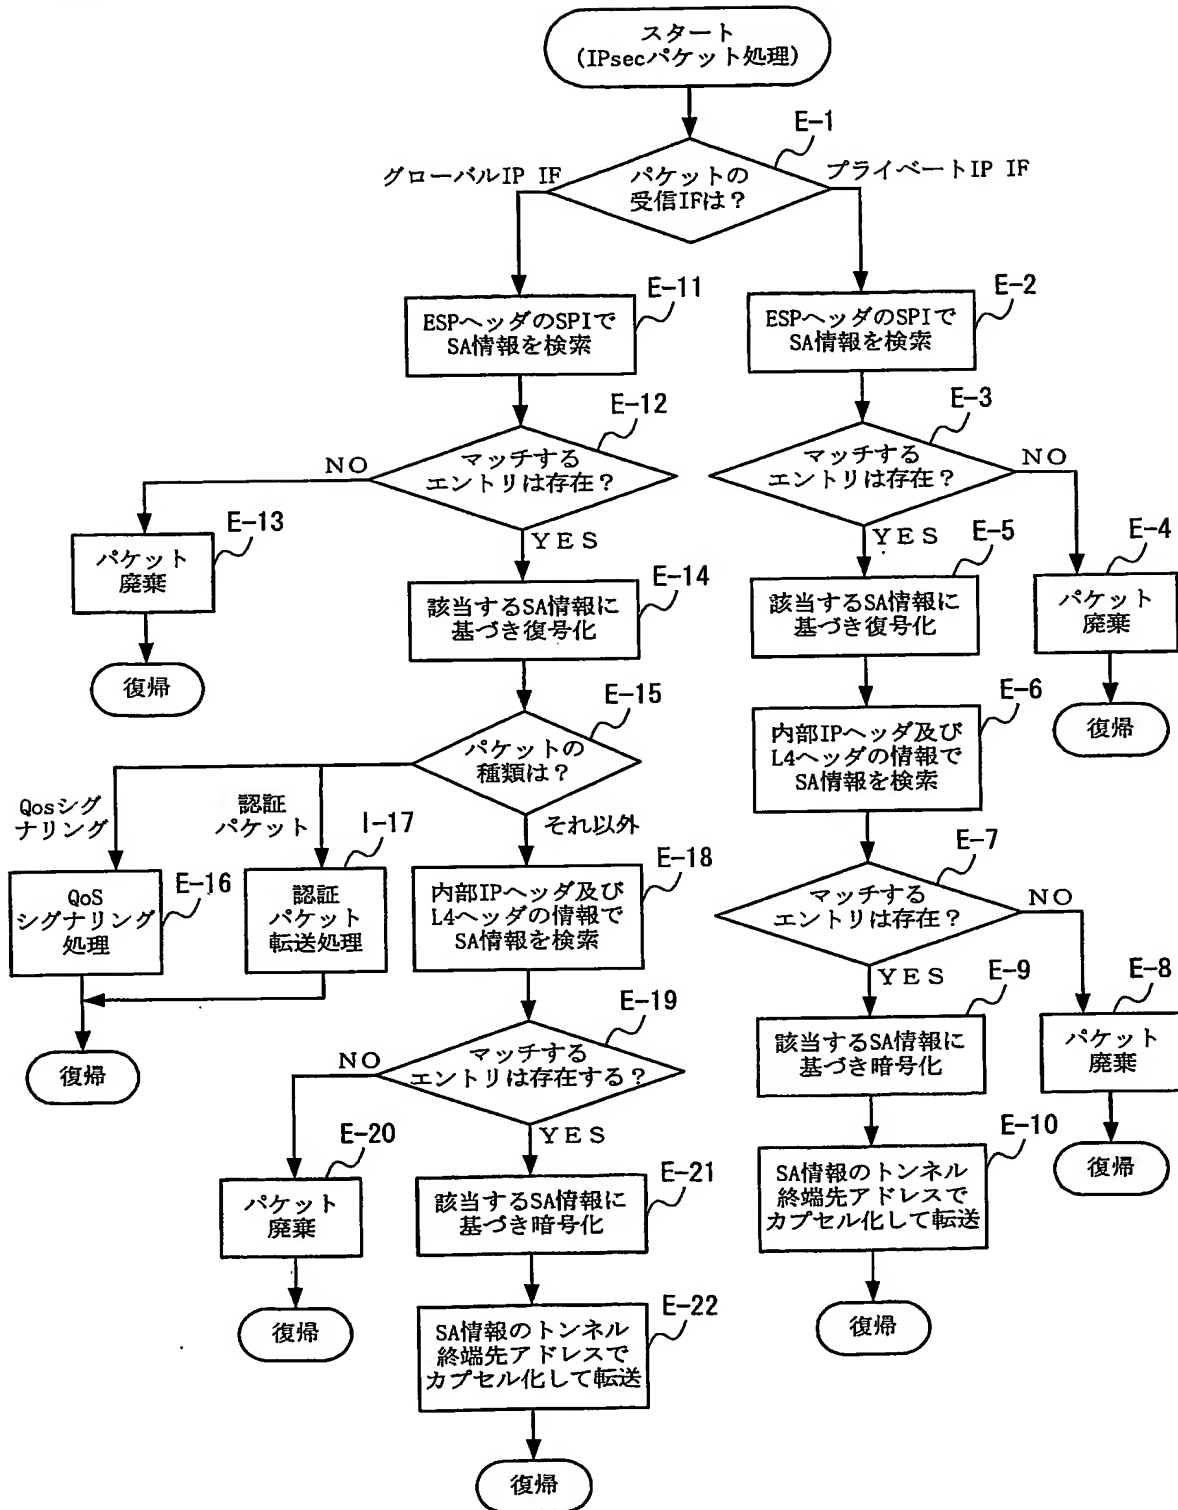 スタート
(IPsecパケット処理)
E-1
グローバルIP IF
パケットの
受信IFは？
プライベートIP IF
E-11
ESPヘッダのSPIで
SA情報を検索
E-2
ESPヘッダのSPIで
SA情報を検索
E-12
マッチする
エントリは存在？
NO
YES
E-3
マッチする
エントリは存在？
NO
YES
E-13
パケット
廃棄
復帰
E-14
該当するSA情報に
基づき復号化
E-5
該当するSA情報に
基づき復号化
E-4
パケット
廃棄
復帰
E-15
パケットの
種類は？
E-6
内部IPヘッダ及び
L4ヘッダの情報で
SA情報を検索
Qosシグ
ナリング
認証
パケット
それ以外
E-16
QoS
シグナリング
処理
I-17
認証
パケット
転送処理
復帰
E-18
内部IPヘッダ及び
L4ヘッダの情報で
SA情報を検索
E-7
マッチする
エントリは存在？
NO
YES
E-8
パケット
廃棄
復帰
E-9
該当するSA情報に
基づき暗号化
E-19
マッチする
エントリは存在する？
NO
YES
E-20
パケット
廃棄
復帰
E-21
該当するSA情報に
基づき暗号化
E-10
SA情報のトンネル
終端先アドレスで
カプセル化して転送
復帰
E-22
SA情報のトンネル
終端先アドレスで
カプセル化して転送
復帰